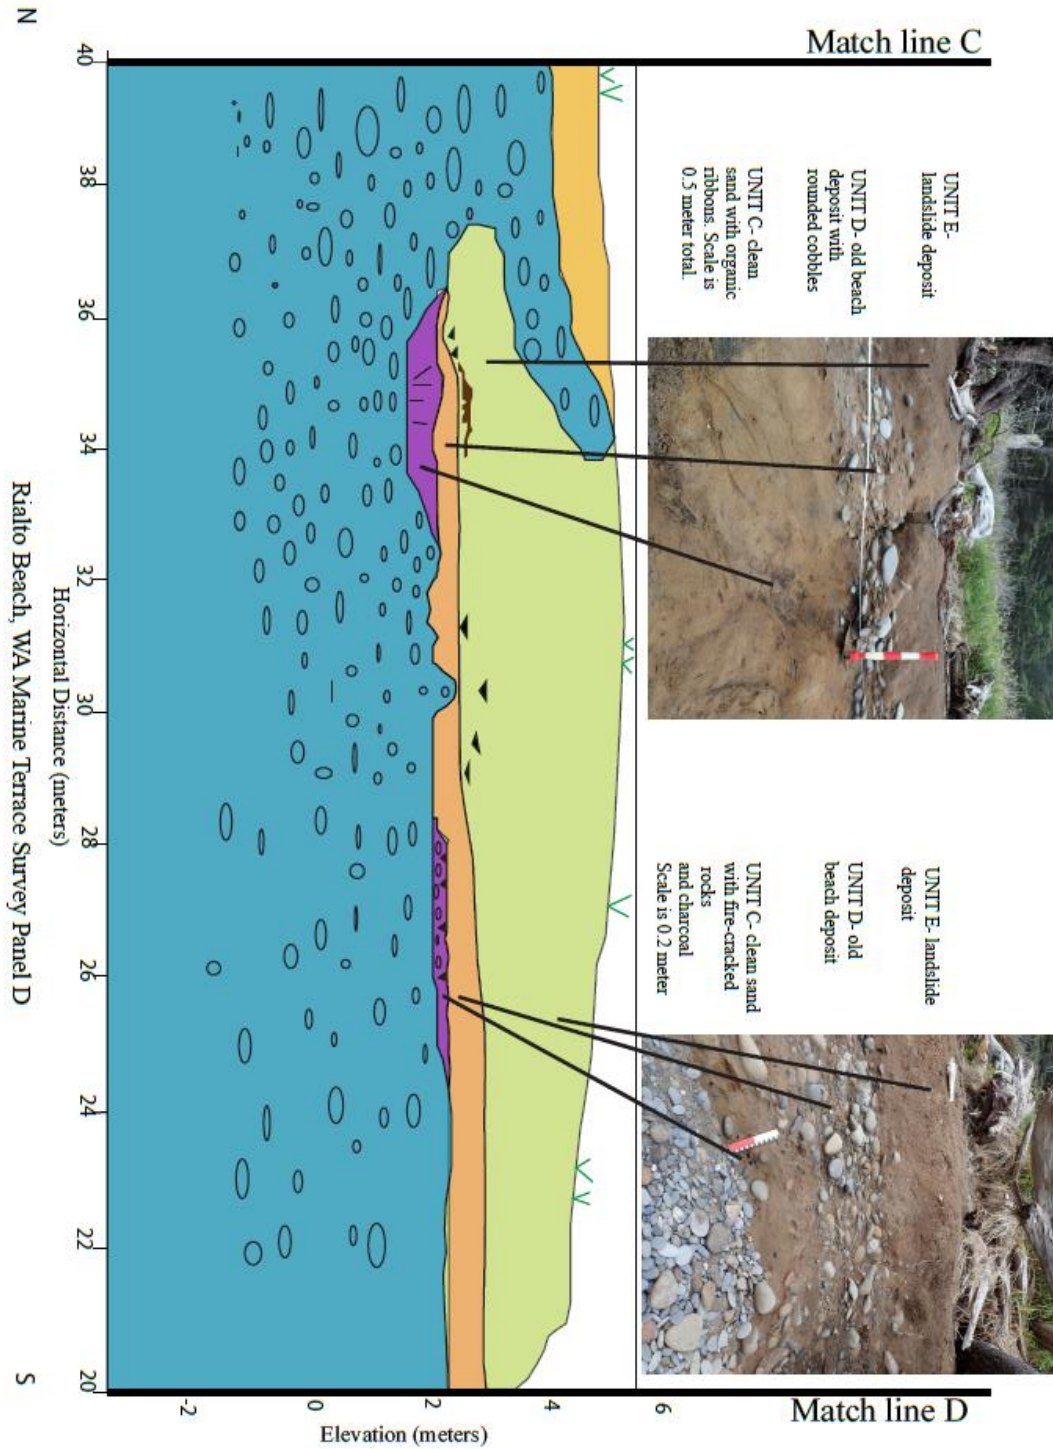 Match line C
N
40
38
36
34
32
30
28
26
24
22
20
S
Horizontal Distance (meters)
Rialto Beach, WA Marine Terrace Survey Panel D
-2
0
2
4
6
Elevation (meters)
Match line D
UNIT E-
landslide deposit
UNIT D- old beach
deposit with
rounded cobbles
UNIT C- clean
sand with organic
ribbons. Scale is
0.5 meter total.
UNIT E- landslide
deposit
UNIT D- old
beach deposit
UNIT C- clean sand
with fire-cracked
rocks
and charcoal
Scale is 0.2 meter